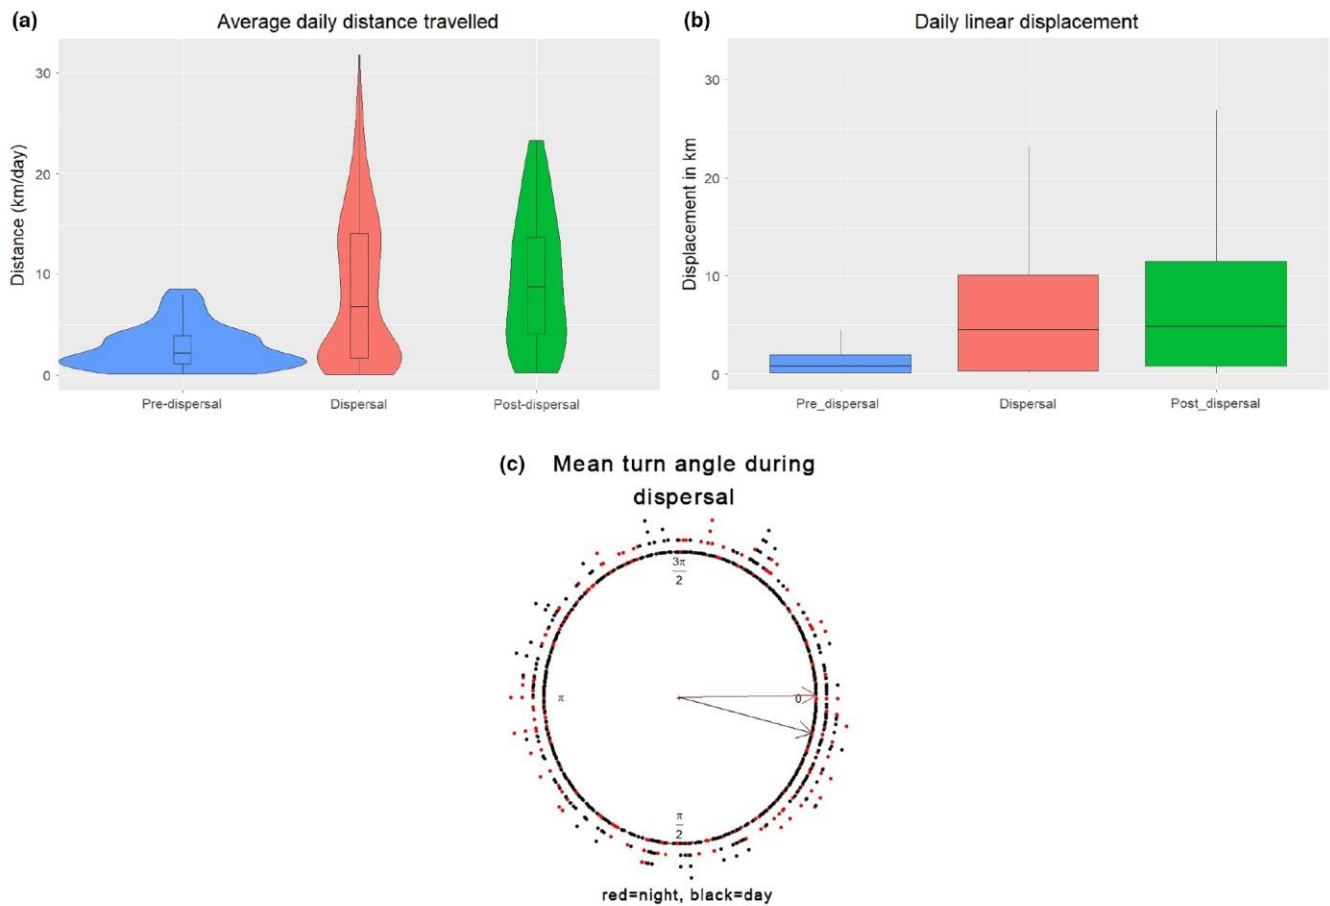 (a)
Average daily distance travelled
Distance (km/day)
30
20
10
0
Pre-dispersal
Dispersal
Post-dispersal
(b)
Daily linear displacement
Displacement in km
30
20
10
0
Pre_dispersal
Dispersal
Post_dispersal
(c)
Mean turn angle during
dispersal
3π
2
π
0
π
2
red=night, black=day